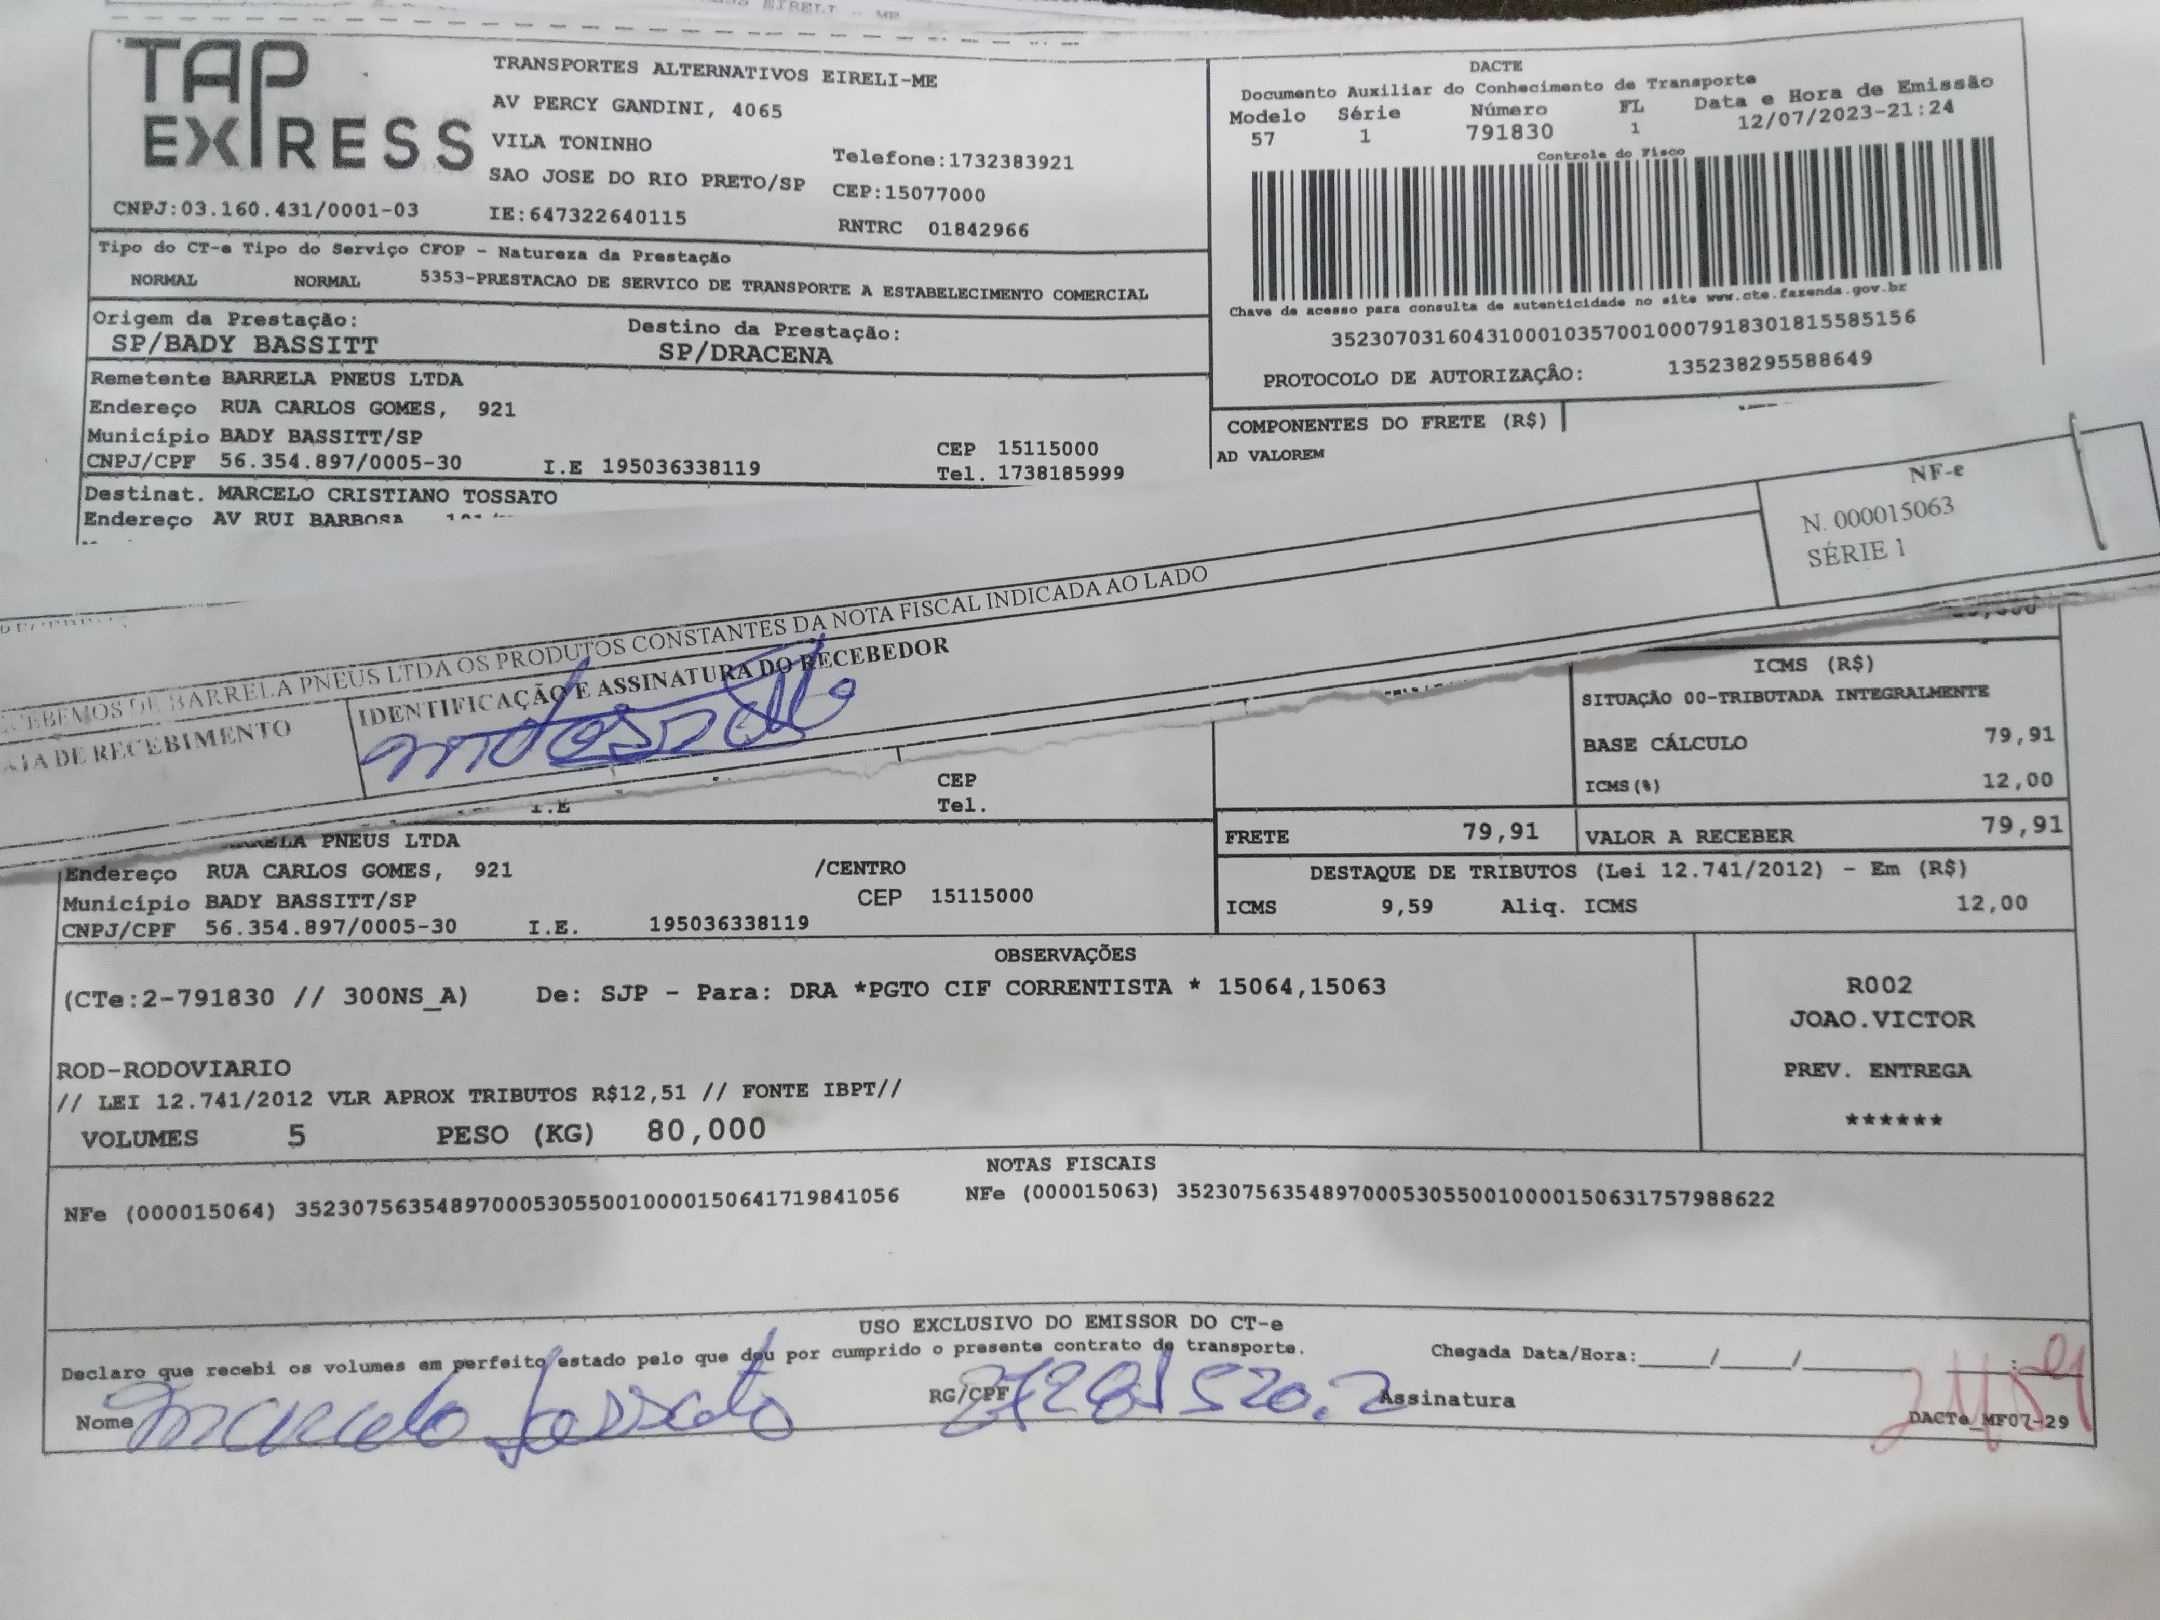 TAP EXPRESS
TRANSPORTES ALTERNATIVOS EIRELI-ME
AV PERCY GANDINI, 4065
VILA TONINHO
Telefone:1732383921
SAO JOSE DO RIO PRETO/SP CEP:15077000
CNPJ:03.160.431/0001-03 IE:647322640115 RNTRC 01842966
DACTE
Documento Auxiliar do Conhecimento de Transporte
Modelo Série Número FL Data e Hora de Emissão
57 1 791830 1 12/07/2023-21:24
Controle do Fisco
Chave de acesso para consulta de autenticidade no site www.cte.fazenda.gov.br
35230703160431000103570010007918301815585156
PROTOCOLO DE AUTORIZAÇÃO: 135238295588649
Tipo do CT-e Tipo do Serviço CFOP - Natureza da Prestação
NORMAL NORMAL 5353-PRESTACAO DE SERVICO DE TRANSPORTE A ESTABELECIMENTO COMERCIAL
Origem da Prestação: Destino da Prestação:
SP/BADY BASSITT SP/DRACENA
Remetente BARRELA PNEUS LTDA
Endereço RUA CARLOS GOMES, 921
Município BADY BASSITT/SP CEP 15115000
CNPJ/CPF 56.354.897/0005-30 I.E 195036338119 Tel. 1738185999
COMPONENTES DO FRETE (R$)
AD VALOREM
Destinat. MARCELO CRISTIANO TOSSATO
Endereço AV RUI BARBOSA
NF-e
N. 000015063
SÉRIE 1
DE BARRELA PNEUS LTDA OS PRODUTOS CONSTANTES DA NOTA FISCAL INDICADA AO LADO
DE RECEBIMENTO IDENTIFICAÇÃO E ASSINATURA DO RECEBEDOR
I.E CEP
Tel.
ICMS (R$)
SITUAÇÃO 00-TRIBUTADA INTEGRALMENTE
BASE CÁLCULO 79,91
ICMS(%) 12,00
FRETE 79,91 VALOR A RECEBER 79,91
PNEUS LTDA
Endereço RUA CARLOS GOMES, 921 /CENTRO
Município BADY BASSITT/SP CEP 15115000
CNPJ/CPF 56.354.897/0005-30 I.E. 195036338119
DESTAQUE DE TRIBUTOS (Lei 12.741/2012) - Em (R$)
ICMS 9,59 Aliq. ICMS 12,00
OBSERVAÇÕES
(CTe:2-791830 // 300NS_A) De: SJP - Para: DRA *PGTO CIF CORRENTISTA * 15064,15063
ROD-RODOVIARIO
// LEI 12.741/2012 VLR APROX TRIBUTOS R$12,51 // FONTE IBPT//
VOLUMES 5 PESO (KG) 80,000
R002
JOAO.VICTOR
PREV. ENTREGA
******
NOTAS FISCAIS
NFe (000015064) 35230756354897000530550010000150641719841056 NFe (000015063) 35230756354897000530550010000150631757988622
USO EXCLUSIVO DO EMISSOR DO CT-e
Declaro que recebi os volumes em perfeito estado pelo que dou por cumprido o presente contrato de transporte. Chegada Data/Hora:_____/_____/_______ ____:____
Nome Marcelo Tossato RG/CPF Assinatura
DACTe_MF07-29